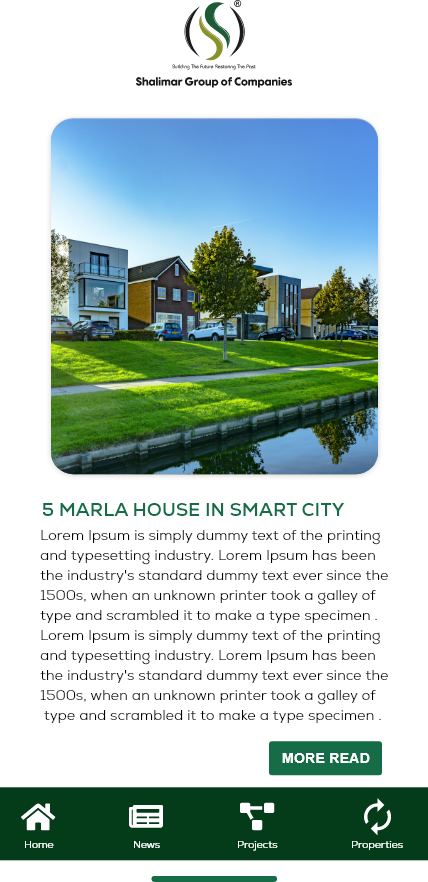 ®
Building The Future Restoring The Past
Shalimar Group of Companies
5 MARLA HOUSE IN SMART CITY
Lorem Ipsum is simply dummy text of the printing
and typesetting industry. Lorem Ipsum has been
the industry's standard dummy text ever since the
1500s, when an unknown printer took a galley of
type and scrambled it to make a type specimen .
Lorem Ipsum is simply dummy text of the printing
and typesetting industry. Lorem Ipsum has been
the industry's standard dummy text ever since the
1500s, when an unknown printer took a galley of
type and scrambled it to make a type specimen .
MORE READ
Home
News
Projects
Properties